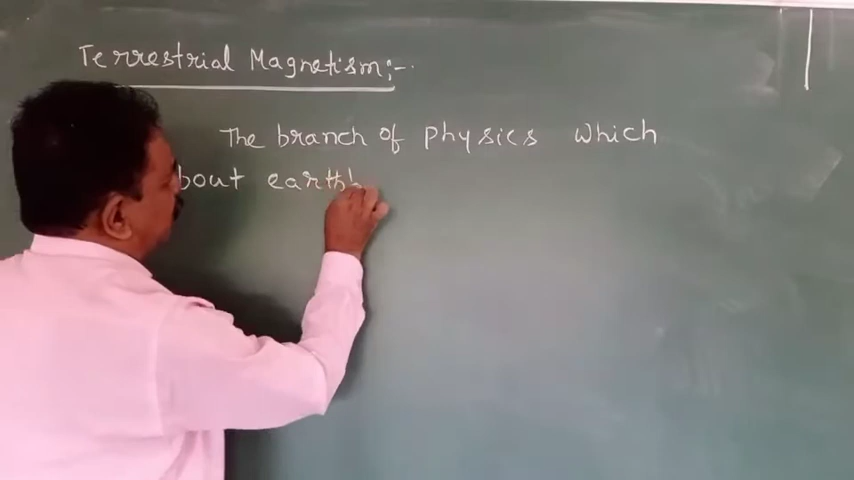 Terrestrial Magnetism:-
The branch of physics which
bout earth